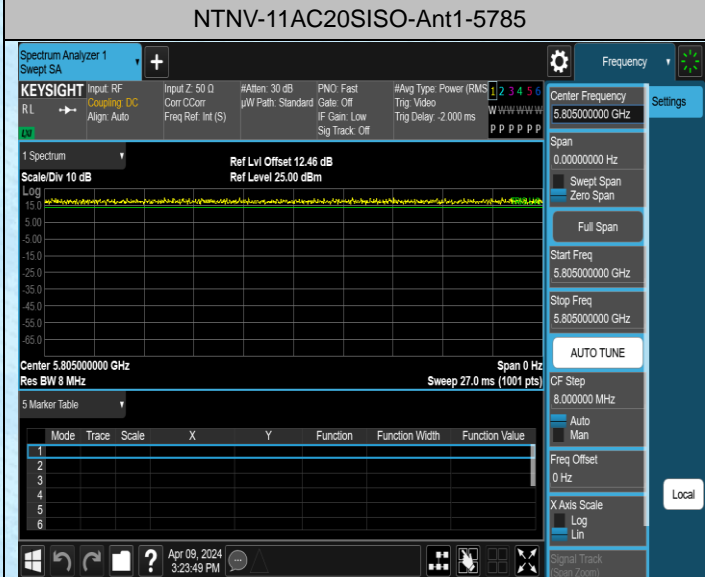 NTNV-11AC20SISO-Ant1-5785
Spectrum Analyzer 1
Swept SA
Frequency
KEYSIGHT
RL
LXI
Input: RF
Coupling: DC
Align: Auto
Input Z: 50 Ω
Corr CCorr
Freq Ref: Int (S)
#Atten: 30 dB
µW Path: Standard
PNO: Fast
Gate: Off
IF Gain: Low
Sig Track: Off
#Avg Type: Power (RMS
Trig: Video
Trig Delay: -2.000 ms
1 2 3 4 5 6
W W W W W W
P P P P P P
1 Spectrum
Scale/Div 10 dB
Ref Lvl Offset 12.46 dB
Ref Level 25.00 dBm
Log
15.0
5.00
-5.00
-15.0
-25.0
-35.0
-45.0
-55.0
-65.0
Center 5.805000000 GHz
Span 0 Hz
Res BW 8 MHz
Sweep 27.0 ms (1001 pts)
5 Marker Table
Mode Trace Scale X Y Function Function Width Function Value
1
2
3
4
5
6
Apr 09, 2024
3:23:49 PM
Center Frequency
5.805000000 GHz
Settings
Span
0.00000000 Hz
Swept Span
Zero Span
Full Span
Start Freq
5.805000000 GHz
Stop Freq
5.805000000 GHz
AUTO TUNE
CF Step
8.000000 MHz
Auto
Man
Freq Offset
0 Hz
X Axis Scale
Log
Lin
Local
Signal Track
(Span Zoom)